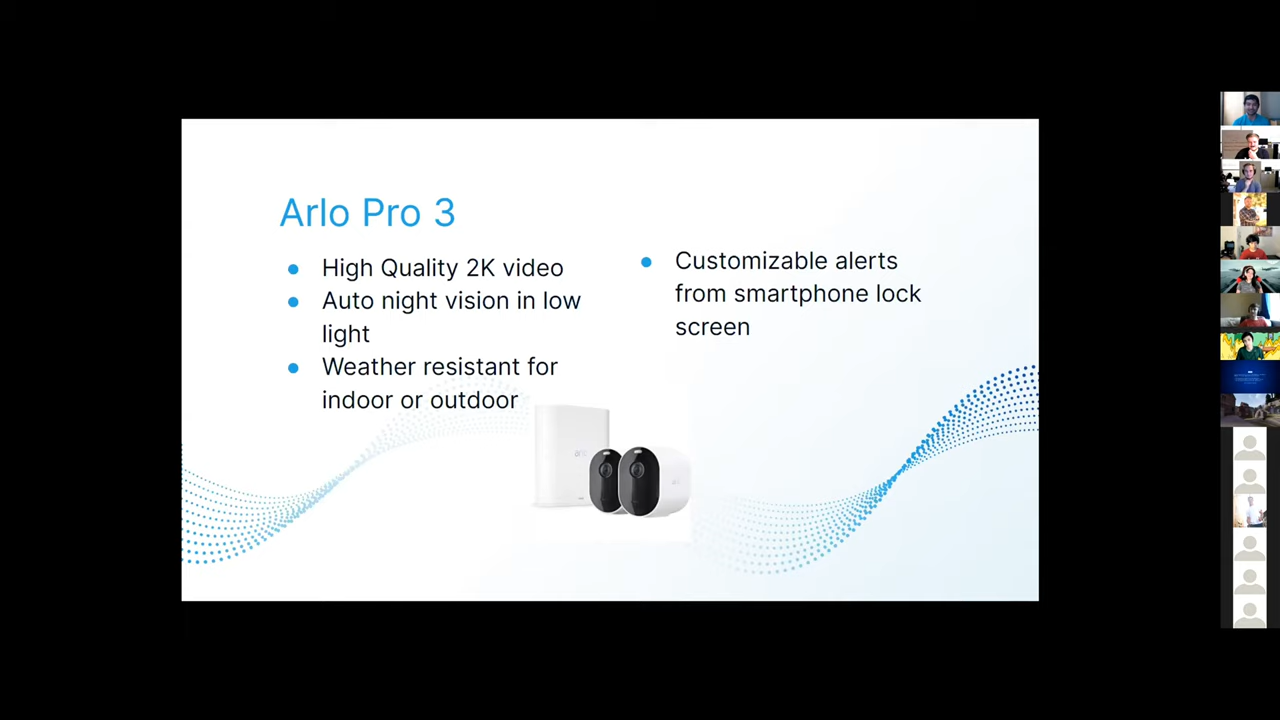 Arlo Pro 3
High Quality 2K video
Auto night vision in low
light
Weather resistant for
indoor or outdoor
Customizable alerts
from smartphone lock
screen